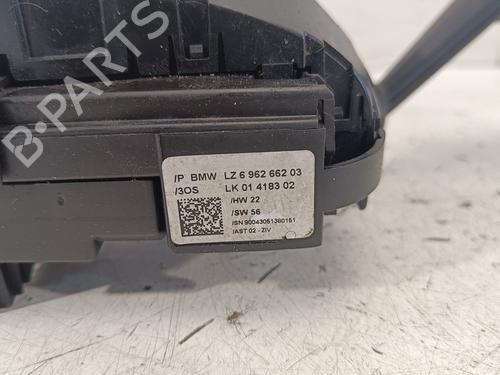 B-PARTS
/P BMW LZ 6 962 662 03
/3OS LK 01 4183 02
/HW 22
/SW 56
/SN 90043051380151
/AST 02 - ZIV